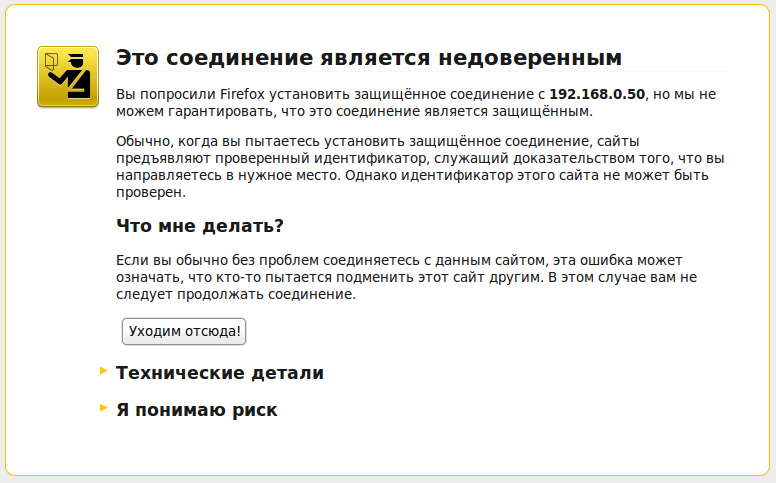 Это соединение является недоверенным
Вы попросили Firefox установить защищённое соединение с 192.168.0.50, но мы не
можем гарантировать, что это соединение является защищённым.
Обычно, когда вы пытаетесь установить защищённое соединение, сайты
предъявляют проверенный идентификатор, служащий доказательством того, что вы
направляетесь в нужное место. Однако идентификатор этого сайта не может быть
проверен.
Что мне делать?
Если вы обычно без проблем соединяетесь с данным сайтом, эта ошибка может
означать, что кто-то пытается подменить этот сайт другим. В этом случае вам не
следует продолжать соединение.
Уходим отсюда!
Технические детали
Я понимаю риск